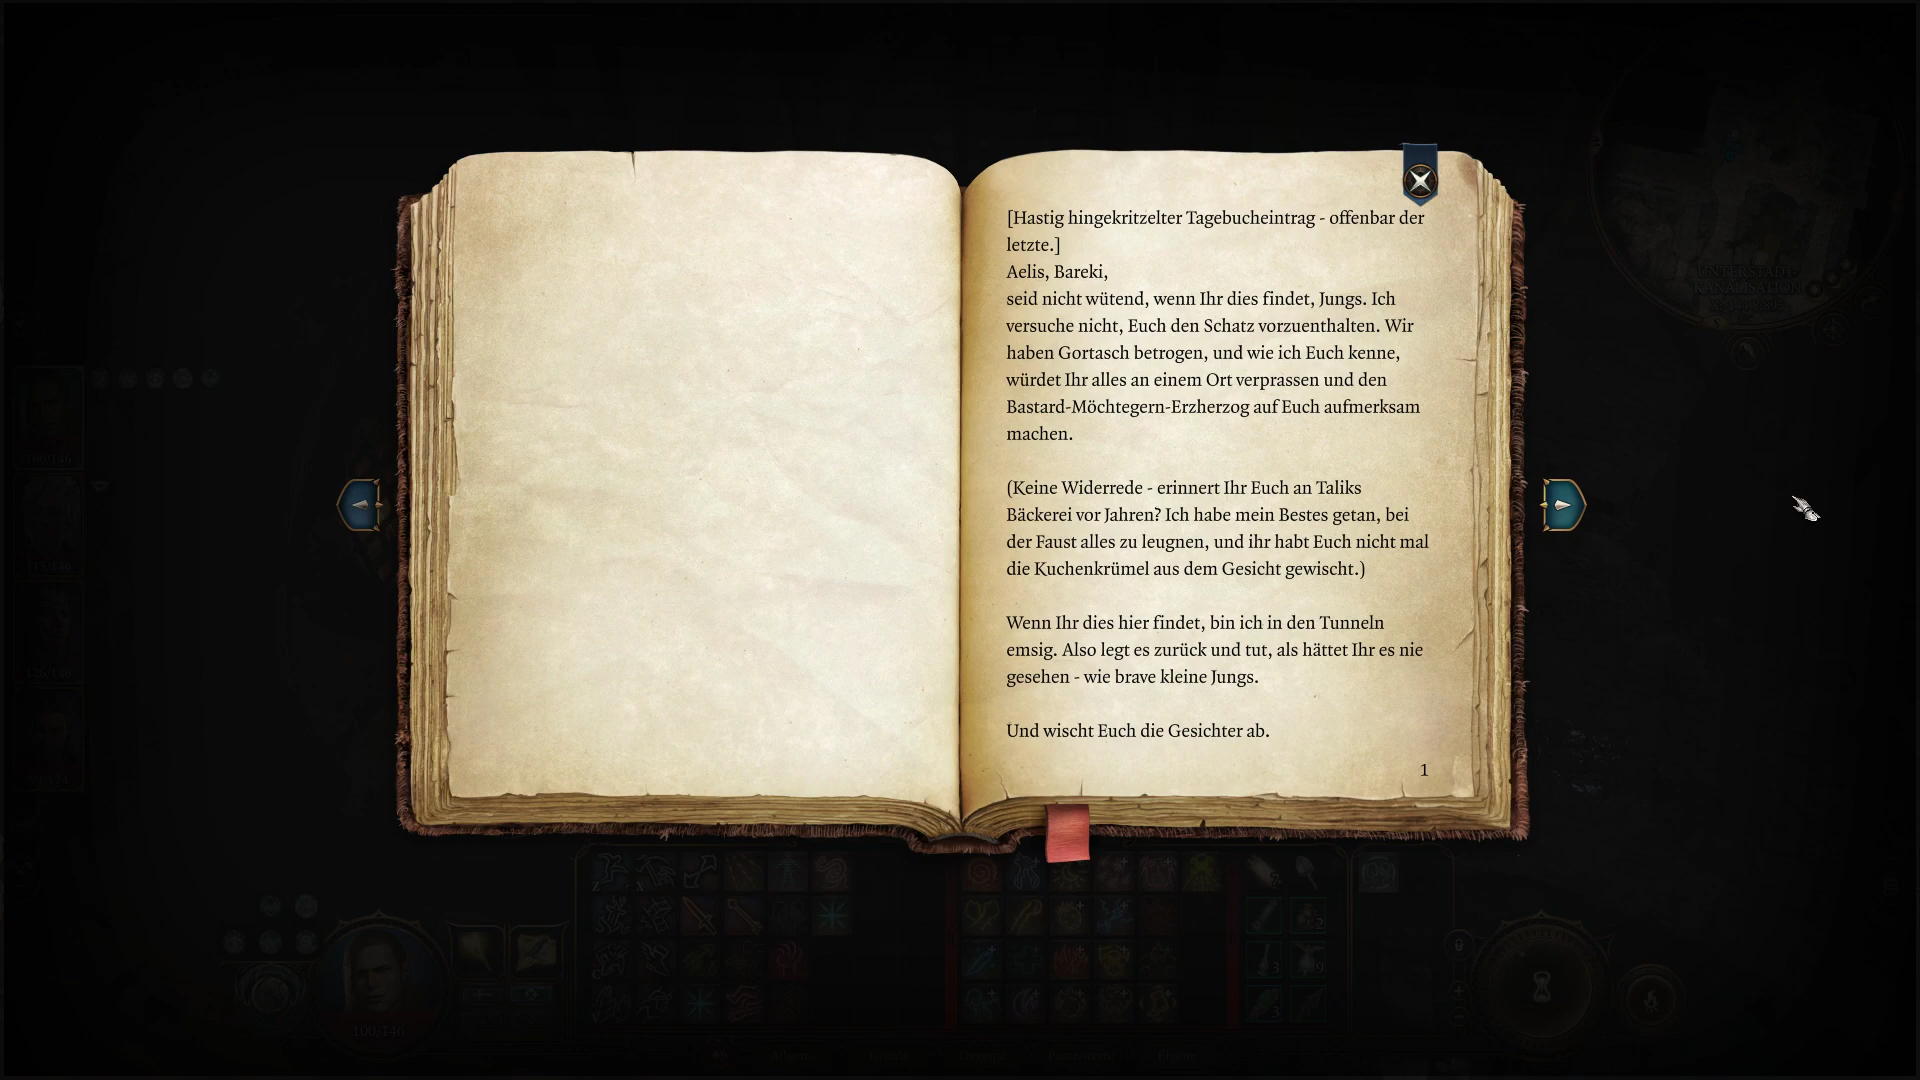 [Hastig hingekritzelter Tagebucheintrag - offenbar der
letzte.]
Aelis, Bareki,
seid nicht wütend, wenn Ihr dies findet, Jungs. Ich
versuche nicht, Euch den Schatz vorzuenthalten. Wir
haben Gortasch betrogen, und wie ich Euch kenne,
würdet Ihr alles an einem Ort verprassen und den
Bastard-Möchtegern-Erzherzog auf Euch aufmerksam
machen.
(Keine Widerrede - erinnert Ihr Euch an Taliks
Bäckerei vor Jahren? Ich habe mein Bestes getan, bei
der Faust alles zu leugnen, und ihr habt Euch nicht mal
die Kuchenkrümel aus dem Gesicht gewischt.)
Wenn Ihr dies hier findet, bin ich in den Tunneln
emsig. Also legt es zurück und tut, als hättet Ihr es nie
gesehen - wie brave kleine Jungs.
Und wischt Euch die Gesichter ab.
1
UNTERSTADT-
KANALISATION
100/146